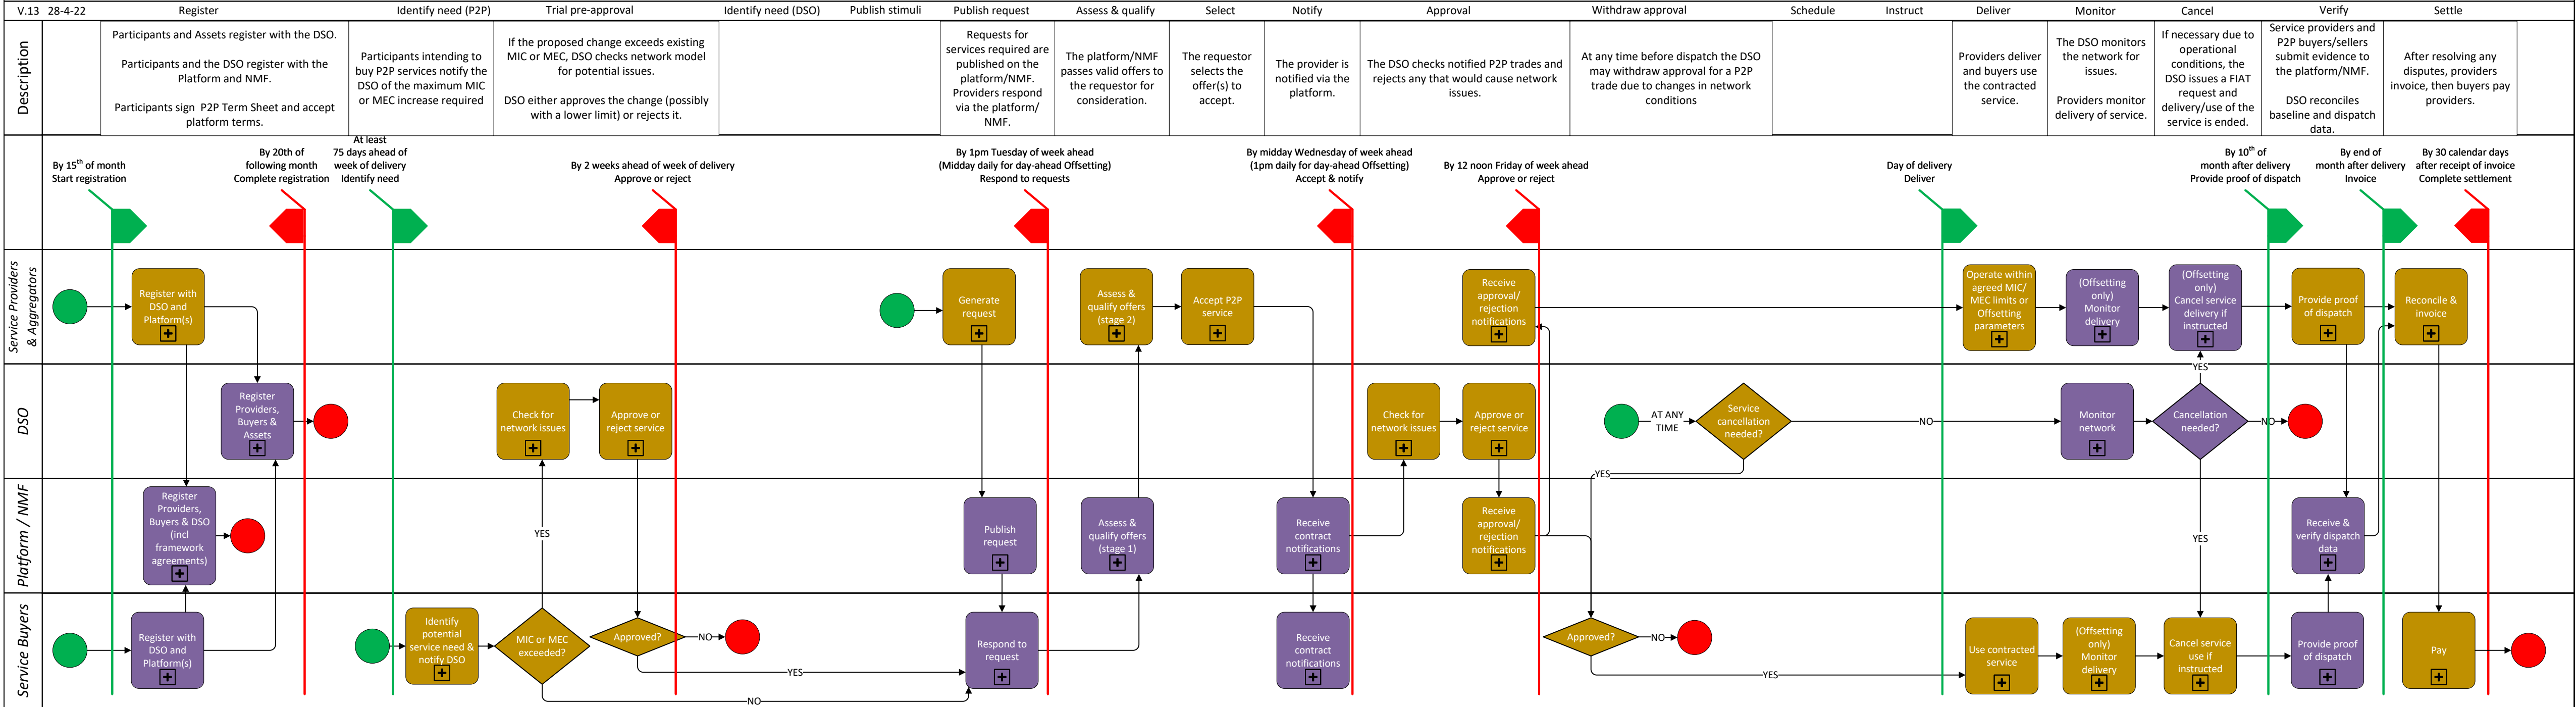 V.13 28-4-22
Register
Identify need (P2P)
Trial pre-approval
Identify need (DSO)
Publish stimuli
Publish request
Assess & qualify
Select
Notify
Approval
Withdraw approval
Schedule
Instruct
Deliver
Monitor
Cancel
Verify
Settle
Description
Participants and Assets register with the DSO.
Participants and the DSO register with the
Platform and NMF.
Participants sign P2P Term Sheet and accept
platform terms.
Participants intending to
buy P2P services notify the
DSO of the maximum MIC
or MEC increase required
If the proposed change exceeds existing
MIC or MEC, DSO checks network model
for potential issues.
DSO either approves the change (possibly
with a lower limit) or rejects it.
Requests for
services required are
published on the
platform/NMF.
Providers respond
via the platform/
NMF.
The platform/NMF
passes valid offers to
the requestor for
consideration.
The requestor
selects the
offer(s) to
accept.
The provider is
notified via the
platform.
The DSO checks notified P2P trades and
rejects any that would cause network
issues.
At any time before dispatch the DSO
may withdraw approval for a P2P
trade due to changes in network
conditions
Providers deliver
and buyers use
the contracted
service.
The DSO monitors
the network for
issues.
Providers monitor
delivery of service.
If necessary due to
operational
conditions, the
DSO issues a FIAT
request and
delivery/use of the
service is ended.
Service providers and
P2P buyers/sellers
submit evidence to
the platform/NMF.
DSO reconciles
baseline and dispatch
data.
After resolving any
disputes, providers
invoice, then buyers pay
providers.
By 15th of month
Start registration
By 20th of
following month
Complete registration
At least
75 days ahead of
week of delivery
Identify need
By 2 weeks ahead of week of delivery
Approve or reject
By 1pm Tuesday of week ahead
(Midday daily for day-ahead Offsetting)
Respond to requests
By midday Wednesday of week ahead
(1pm daily for day-ahead Offsetting)
Accept & notify
By 12 noon Friday of week ahead
Approve or reject
Day of delivery
Deliver
By 10th of
month after delivery
Provide proof of dispatch
By end of
month after delivery
Invoice
By 30 calendar days
after receipt of invoice
Complete settlement
Service Providers
& Aggregators
Register with
DSO and
Platform(s)
Generate
request
Assess &
qualify offers
(stage 2)
Accept P2P
service
Receive
approval/
rejection
notifications
Operate within
agreed MIC/
MEC limits or
Offsetting
parameters
(Offsetting
only)
Monitor
delivery
(Offsetting
only)
Cancel service
delivery if
instructed
Provide proof
of dispatch
Reconcile &
invoice
DSO
Register
Providers,
Buyers &
Assets
Check for
network issues
Approve or
reject service
Check for
network issues
Approve or
reject service
AT ANY
TIME
Service
cancellation
needed?
NO
YES
Monitor
network
Cancellation
needed?
YES
NO
Platform / NMF
Register
Providers,
Buyers & DSO
(incl
framework
agreements)
YES
Publish
request
Assess &
qualify offers
(stage 1)
Receive
contract
notifications
Receive
approval/
rejection
notifications
YES
Receive &
verify dispatch
data
Service Buyers
Register with
DSO and
Platform(s)
Identify
potential
service need &
notify DSO
MIC or MEC
exceeded?
Approved?
NO
YES
NO
Respond to
request
Receive
contract
notifications
Approved?
NO
YES
Use contracted
service
(Offsetting
only)
Monitor
delivery
Cancel service
use if
instructed
Provide proof
of dispatch
Pay